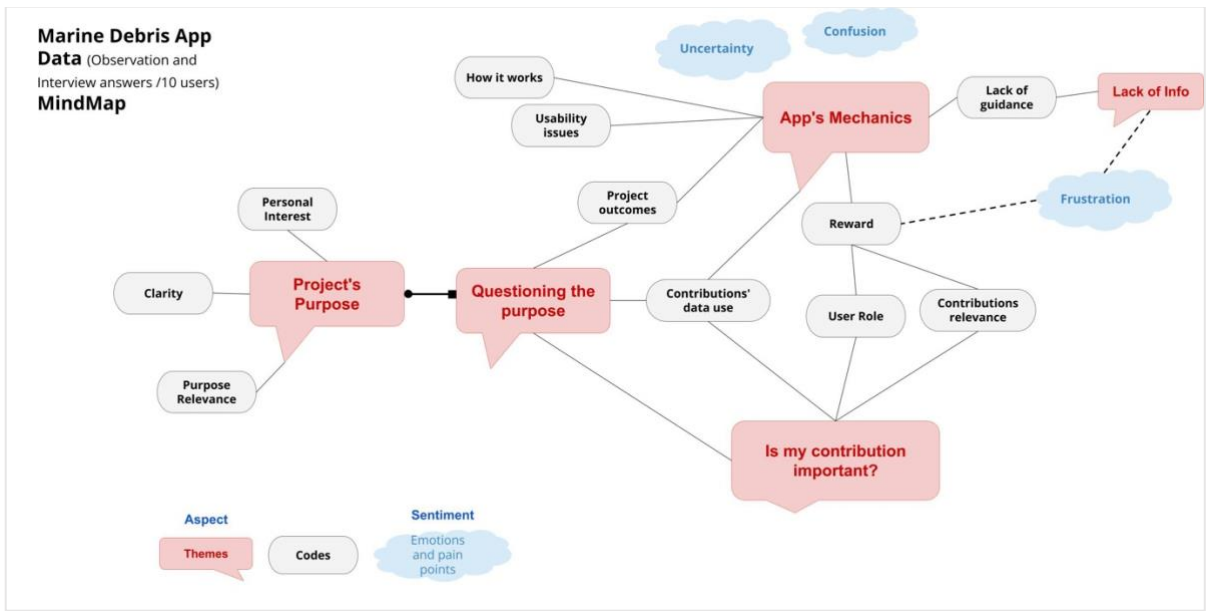 Marine Debris App
Data (Observation and
Interview answers /10 users)
MindMap
Uncertainty
Confusion
How it works
Usability
issues
App's Mechanics
Lack of
guidance
Lack of Info
Personal
Interest
Project
outcomes
Reward
Frustration
Clarity
Project's
Purpose
Questioning the
purpose
Contributions'
data use
User Role
Contributions
relevance
Purpose
Relevance
Is my contribution
important?
Aspect
Sentiment
Themes
Codes
Emotions
and pain
points